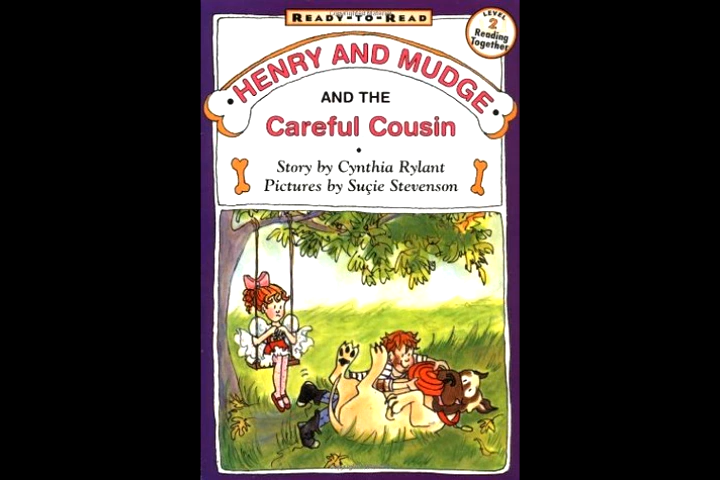 READY-TO-READ
LEVEL
2
Reading
Together
HENRY AND MUDGE
AND THE
Careful Cousin
Story by Cynthia Rylant
Pictures by Suçie Stevenson